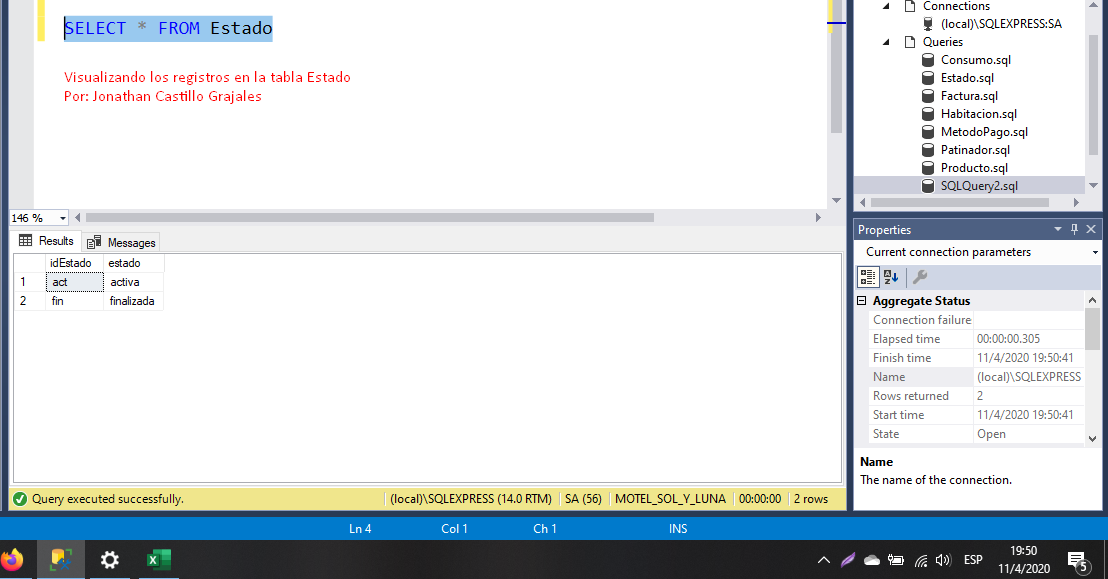 SELECT * FROM Estado
Visualizando los registros en la tabla Estado
Por: Jonathan Castillo Grajales
146 %
Results
Messages
idEstado estado
1 act activa
2 fin finalizada
Query executed successfully.
(local)\SQLEXPRESS (14.0 RTM)
SA (56)
MOTEL_SOL_Y_LUNA
00:00:00
2 rows
Connections
(local)\SQLEXPRESS:SA
Queries
Consumo.sql
Estado.sql
Factura.sql
Habitacion.sql
MetodoPago.sql
Patinador.sql
Producto.sql
SQLQuery2.sql
Properties
Current connection parameters
Aggregate Status
Connection failure
Elapsed time 00:00:00.305
Finish time 11/4/2020 19:50:41
Name (local)\SQLEXPRESS
Rows returned 2
Start time 11/4/2020 19:50:41
State Open
Name
The name of the connection.
Ln 4
Col 1
Ch 1
INS
ESP
19:50
11/4/2020
5